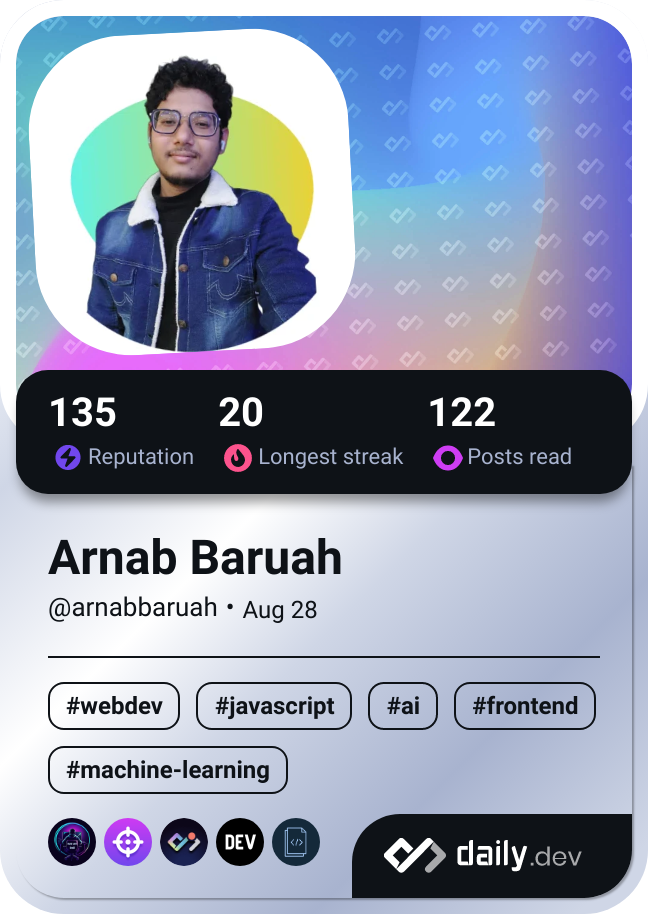 135 20 122
Reputation Longest streak Posts read
Arnab Baruah
@arnabbaruah • Aug 28
#webdev #javascript #ai #frontend
#machine-learning
DEV </>
daily.dev